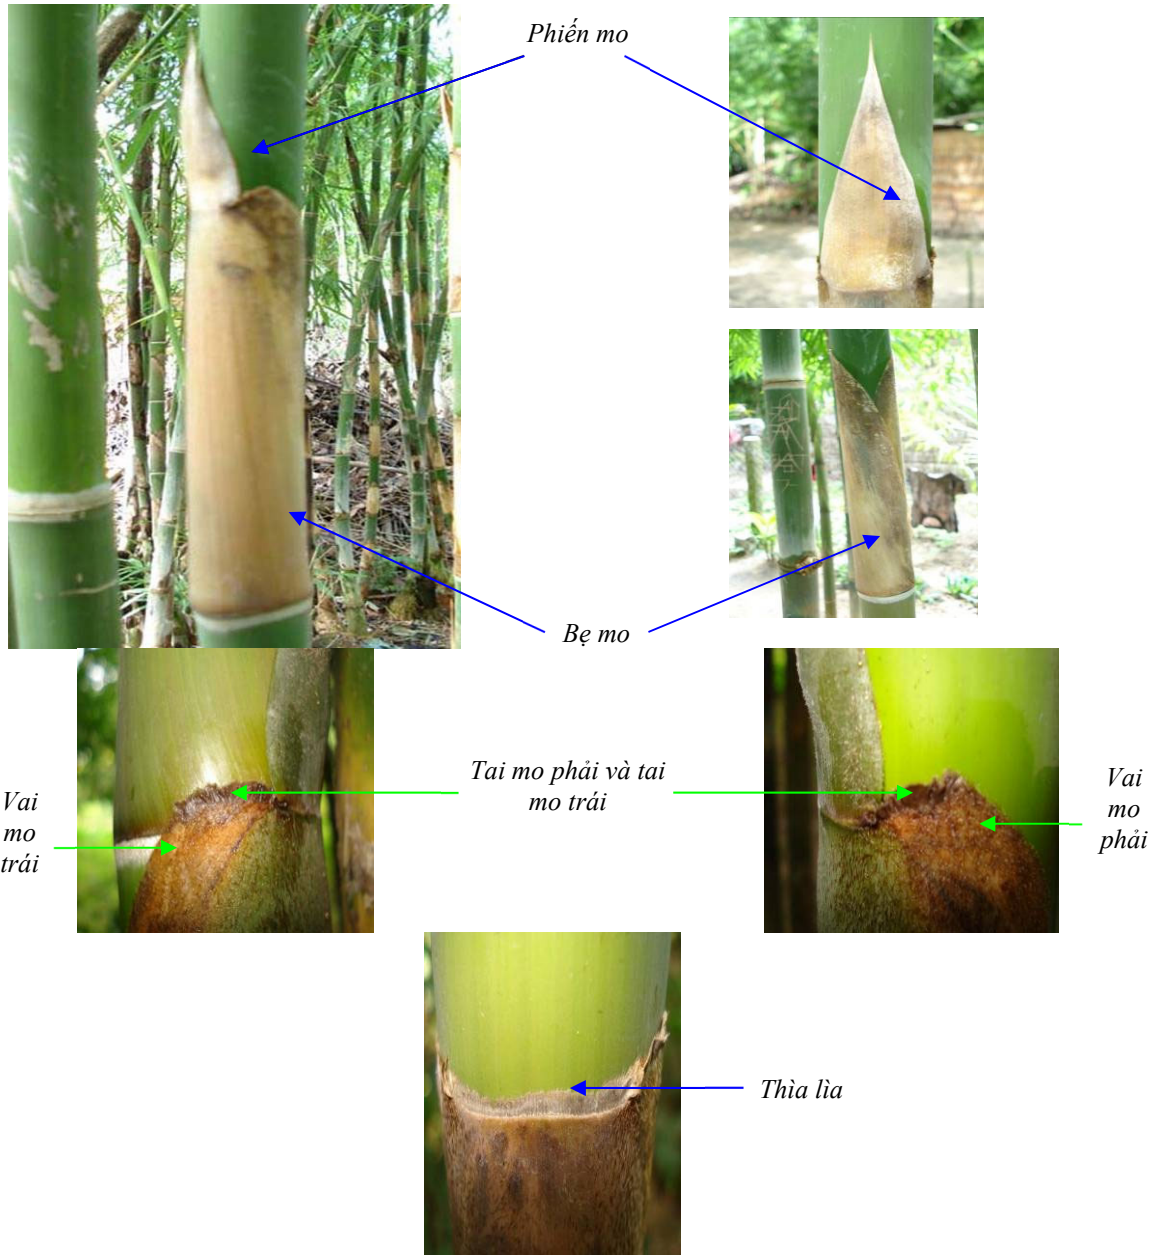 Phiến mo
Bẹ mo
Tai mo phải và tai
mo trái
Vai
mo
trái
Vai
mo
phải
Thìa lìa